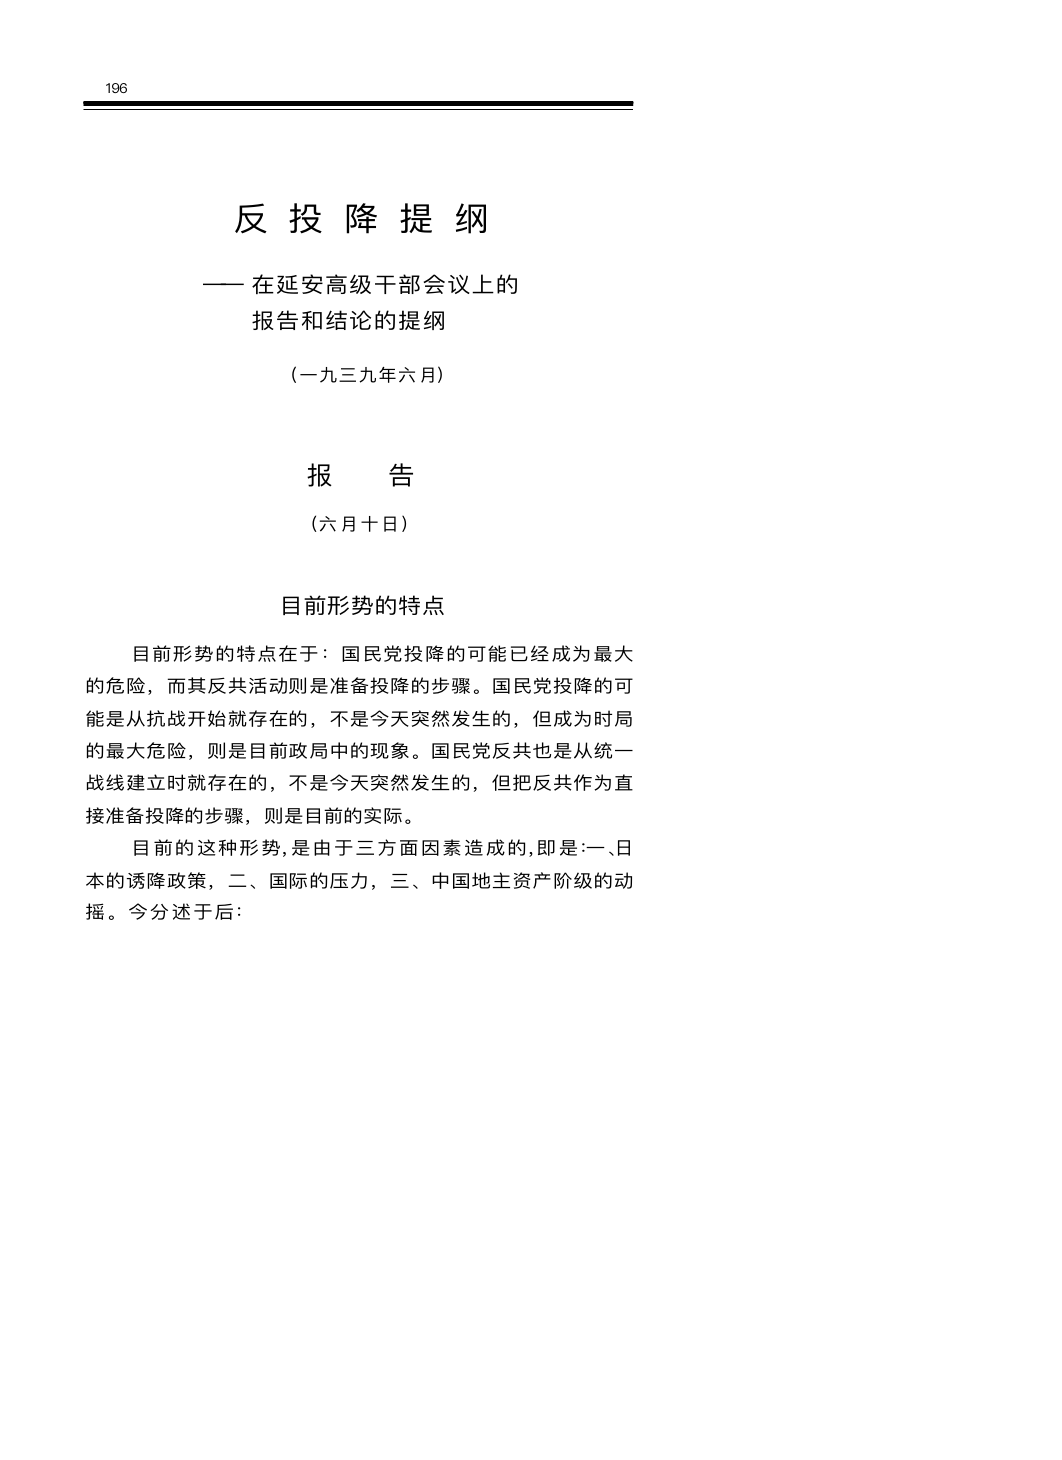 196
反投降提纲
——在延安高级干部会议上的
报告和结论的提纲
(一九三九年六月)
报　告
(六月十日)
目前形势的特点
目前形势的特点在于：国民党投降的可能已经成为最大
的危险，而其反共活动则是准备投降的步骤。国民党投降的可
能是从抗战开始就存在的，不是今天突然发生的，但成为时局
的最大危险，则是目前政局中的现象。国民党反共也是从统一
战线建立时就存在的，不是今天突然发生的，但把反共作为直
接准备投降的步骤，则是目前的实际。
目前的这种形势,是由于三方面因素造成的,即是:一、日
本的诱降政策，二、国际的压力，三、中国地主资产阶级的动
摇。今分述于后：